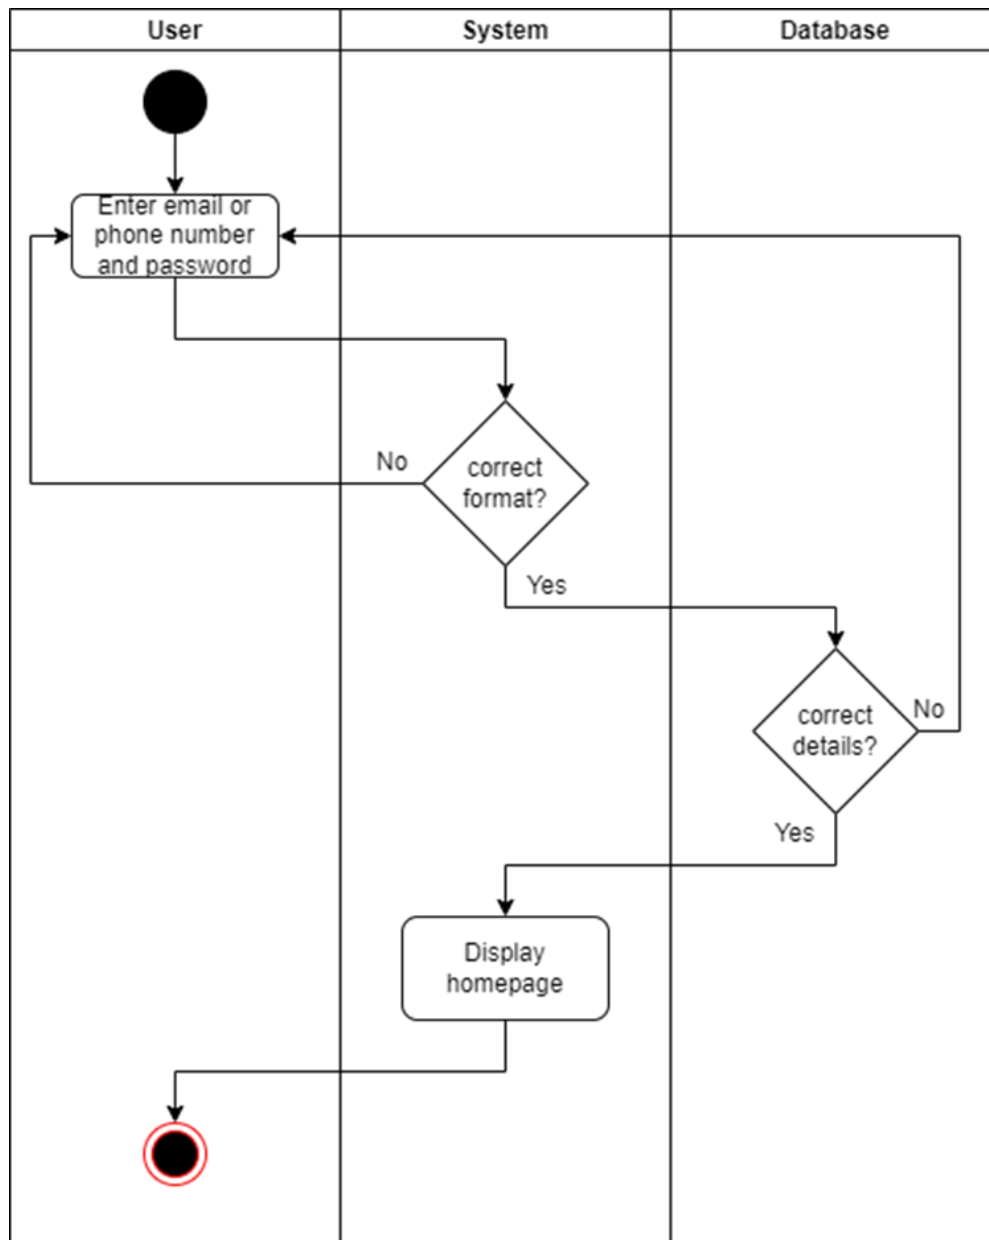 User
System
Database
Enter email or
phone number
and password
No
correct
format?
Yes
correct
details?
No
Yes
Display
homepage